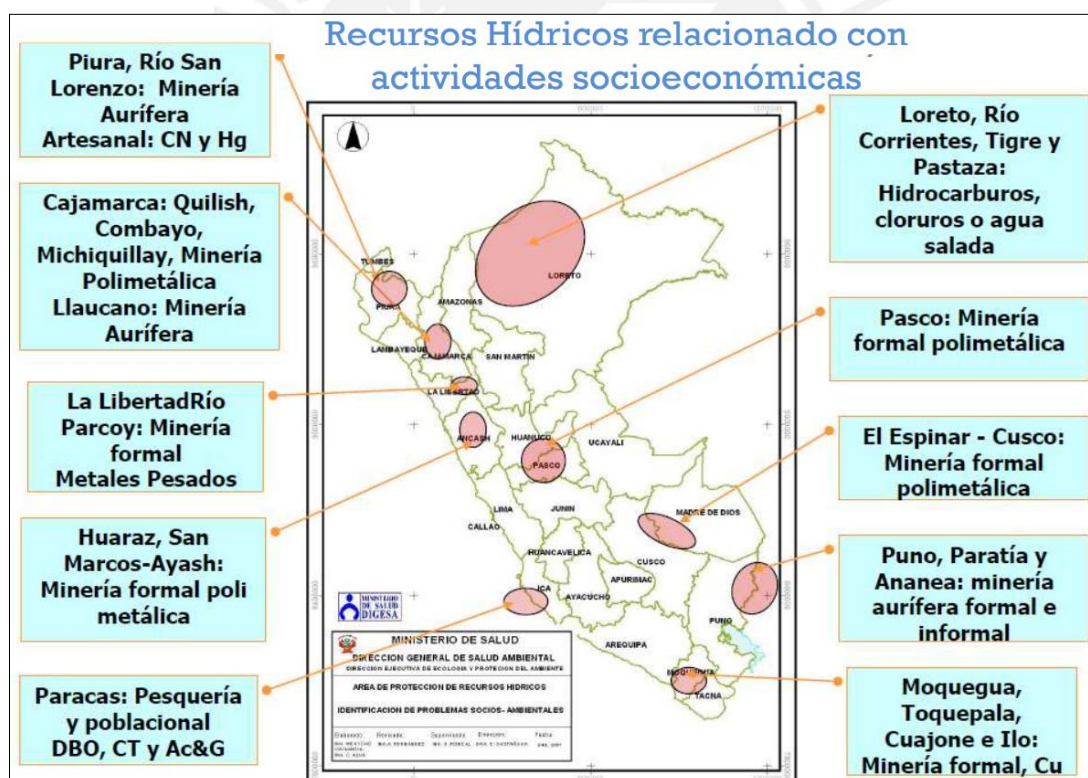 Recursos Hídricos relacionado con
actividades socioeconómicas
Piura, Río San
Lorenzo: Minería
Aurífera
Artesanal: CN y Hg
Cajamarca: Quilish,
Combayo,
Michiquillay, Minería
Polimetálica
Llaucano: Minería
Aurífera
La LibertadRío
Parcoy: Minería
formal
Metales Pesados
Huaraz, San
Marcos-Ayash:
Minería formal poli
metálica
Paracas: Pesquería
y poblacional
DBO, CT y Ac&G
TUMBES
PIURA
LORETO
AMAZONAS
LAMBAYEQUE
CAJAMARCA
SAN MARTIN
LA LIBERTAD
ANCASH
HUANUCO
UCAYALI
PASCO
LIMA
JUNIN
CALLAO
MADRE DE DIOS
HUANCAVELICA
CUSCO
ICA
APURIMAC
AYACUCHO
PUNO
AREQUIPA
MOQUEGUA
TACNA
MINISTERIO
DE SALUD
DIGESA
MINISTERIO DE SALUD
DIRECCION GENERAL DE SALUD AMBIENTAL
DIRECCION EJECUTIVA DE ECOLOGIA Y PROTECION DEL AMBIENTE
AREA DE PROTECCION DE RECURSOS HIDRICOS
IDENTIFICACION DE PROBLEMAS SOCIOS- AMBIENTALES
Loreto, Río
Corrientes, Tigre y
Pastaza:
Hidrocarburos,
cloruros o agua
salada
Pasco: Minería
formal polimetálica
El Espinar - Cusco:
Minería formal
polimetálica
Puno, Paratía y
Ananea: minería
aurífera formal e
informal
Moquegua,
Toquepala,
Cuajone e Ilo:
Minería formal, Cu